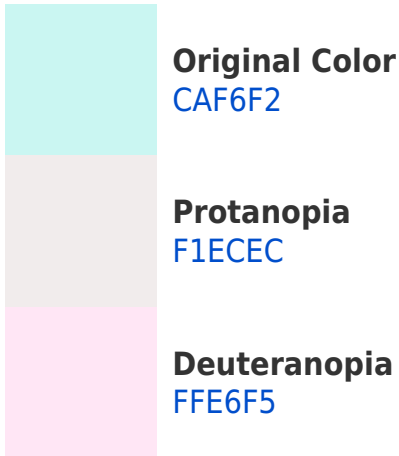 Original Color
CAF6F2
Protanopia
F1ECEC
Deuteranopia
FFE6F5